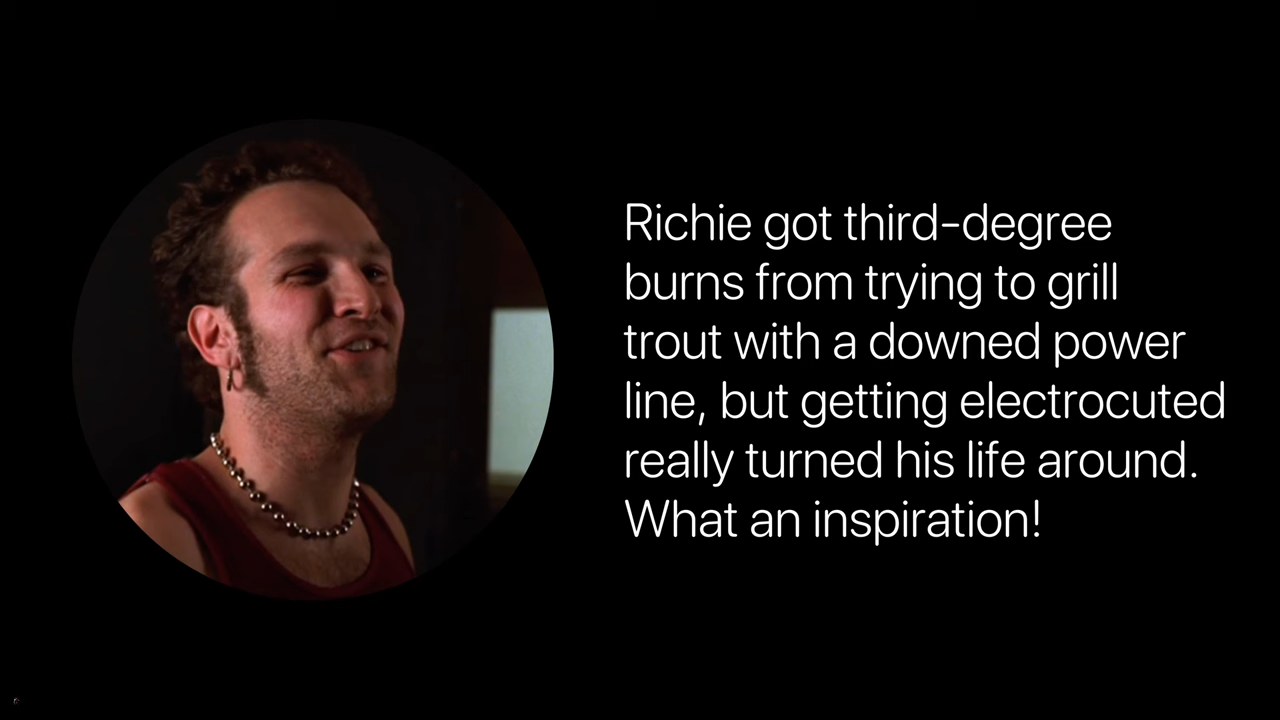 Richie got third-degree
burns from trying to grill
trout with a downed power
line, but getting electrocuted
really turned his life around.
What an inspiration!